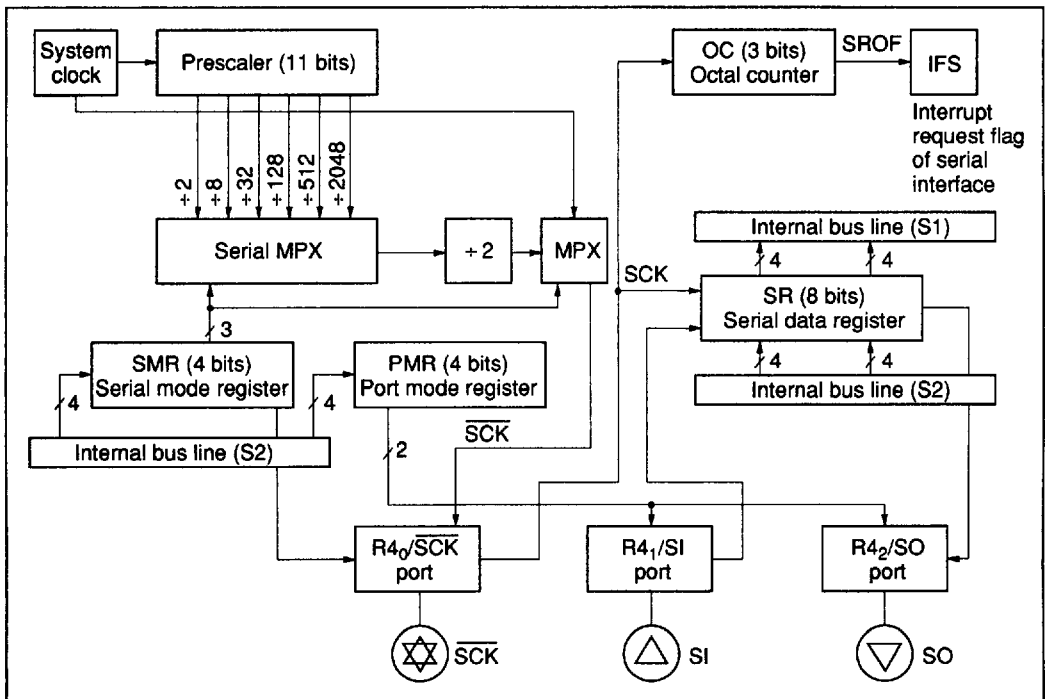 System
clock
Prescaler (11 bits)
OC (3 bits)
Octal counter
SROF
IFS
Interrupt
request flag
of serial
interface
÷2
÷8
÷32
÷128
÷512
÷2048
Serial MPX
÷2
MPX
Internal bus line (S1)
4
4
SCK
SR (8 bits)
Serial data register
3
4
4
SMR (4 bits)
Serial mode register
PMR (4 bits)
Port mode register
Internal bus line (S2)
4
4
Internal bus line (S2)
2
S̅C̅K̅
R4₀/S̅C̅K̅
port
R4₁/SI
port
R4₂/SO
port
S̅C̅K̅
SI
SO